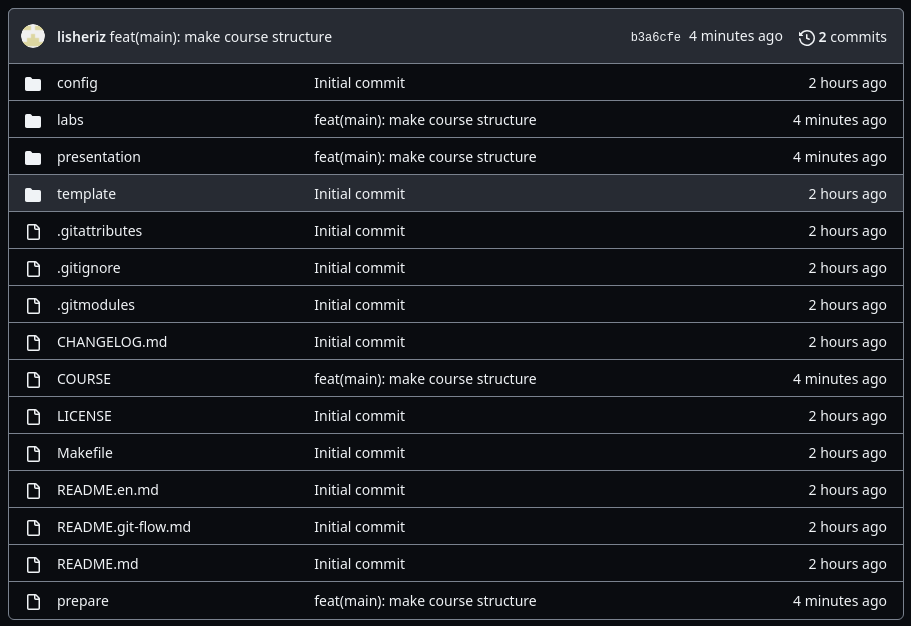 lisheriz feat(main): make course structure b3a6cfe 4 minutes ago 2 commits
config Initial commit 2 hours ago
labs feat(main): make course structure 4 minutes ago
presentation feat(main): make course structure 4 minutes ago
template Initial commit 2 hours ago
.gitattributes Initial commit 2 hours ago
.gitignore Initial commit 2 hours ago
.gitmodules Initial commit 2 hours ago
CHANGELOG.md Initial commit 2 hours ago
COURSE feat(main): make course structure 4 minutes ago
LICENSE Initial commit 2 hours ago
Makefile Initial commit 2 hours ago
README.en.md Initial commit 2 hours ago
README.git-flow.md Initial commit 2 hours ago
README.md Initial commit 2 hours ago
prepare feat(main): make course structure 4 minutes ago